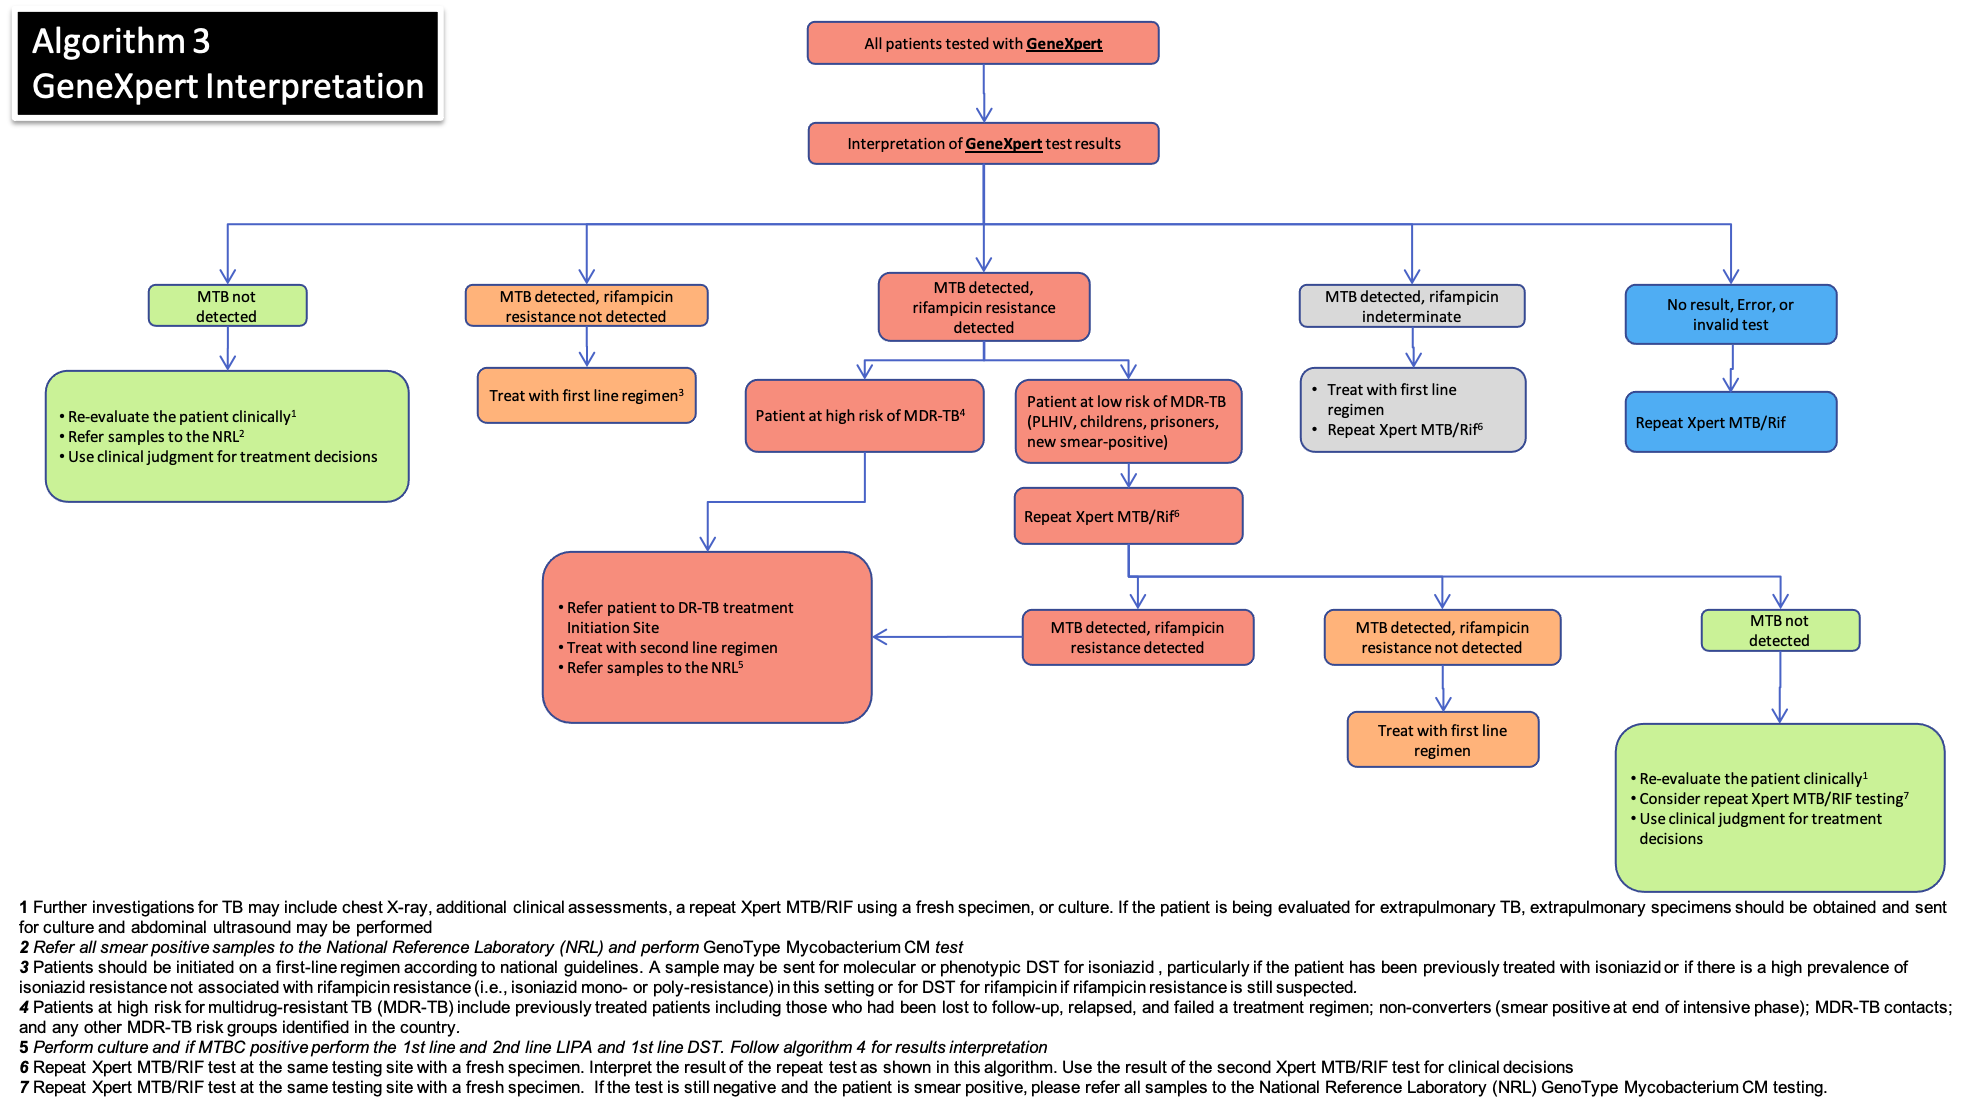 Algorithm 3
GeneXpert Interpretation
All patients tested with GeneXpert
Interpretation of GeneXpert test results
MTB not
detected
MTB detected, rifampicin
resistance not detected
MTB detected,
rifampicin resistance
detected
MTB detected, rifampicin
indeterminate
No result, Error, or
invalid test
• Re-evaluate the patient clinically¹
• Refer samples to the NRL²
• Use clinical judgment for treatment decisions
Treat with first line regimen³
Patient at high risk of MDR-TB⁴
Patient at low risk of MDR-TB
(PLHIV, childrens, prisoners,
new smear-positive)
• Treat with first line
regimen
• Repeat Xpert MTB/Rif⁶
Repeat Xpert MTB/Rif
Repeat Xpert MTB/Rif⁶
• Refer patient to DR-TB treatment
Initiation Site
• Treat with second line regimen
• Refer samples to the NRL⁵
MTB detected, rifampicin
resistance detected
MTB detected, rifampicin
resistance not detected
MTB not
detected
Treat with first line
regimen
• Re-evaluate the patient clinically¹
• Consider repeat Xpert MTB/RIF testing⁷
• Use clinical judgment for treatment
decisions
1 Further investigations for TB may include chest X-ray, additional clinical assessments, a repeat Xpert MTB/RIF using a fresh specimen, or culture. If the patient is being evaluated for extrapulmonary TB, extrapulmonary specimens should be obtained and sent
for culture and abdominal ultrasound may be performed
2 Refer all smear positive samples to the National Reference Laboratory (NRL) and perform GenoType Mycobacterium CM test
3 Patients should be initiated on a first-line regimen according to national guidelines. A sample may be sent for molecular or phenotypic DST for isoniazid , particularly if the patient has been previously treated with isoniazid or if there is a high prevalence of
isoniazid resistance not associated with rifampicin resistance (i.e., isoniazid mono- or poly-resistance) in this setting or for DST for rifampicin if rifampicin resistance is still suspected.
4 Patients at high risk for multidrug-resistant TB (MDR-TB) include previously treated patients including those who had been lost to follow-up, relapsed, and failed a treatment regimen; non-converters (smear positive at end of intensive phase); MDR-TB contacts;
and any other MDR-TB risk groups identified in the country.
5 Perform culture and if MTBC positive perform the 1st line and 2nd line LIPA and 1st line DST. Follow algorithm 4 for results interpretation
6 Repeat Xpert MTB/RIF test at the same testing site with a fresh specimen. Interpret the result of the repeat test as shown in this algorithm. Use the result of the second Xpert MTB/RIF test for clinical decisions
7 Repeat Xpert MTB/RIF test at the same testing site with a fresh specimen. If the test is still negative and the patient is smear positive, please refer all samples to the National Reference Laboratory (NRL) GenoType Mycobacterium CM testing.